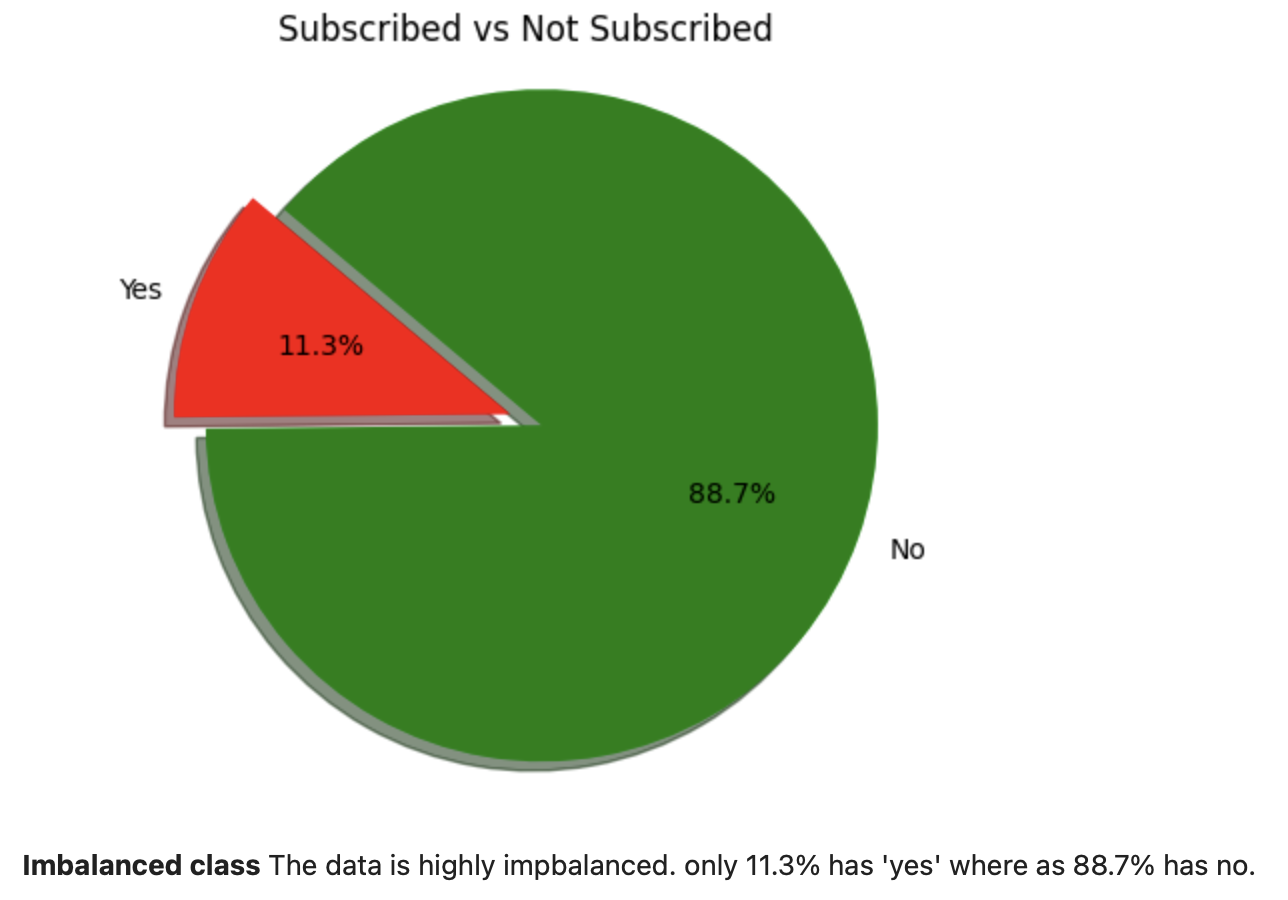 Subscribed vs Not Subscribed
Yes
11.3%
88.7%
No
Imbalanced class The data is highly impbalanced. only 11.3% has 'yes' where as 88.7% has no.